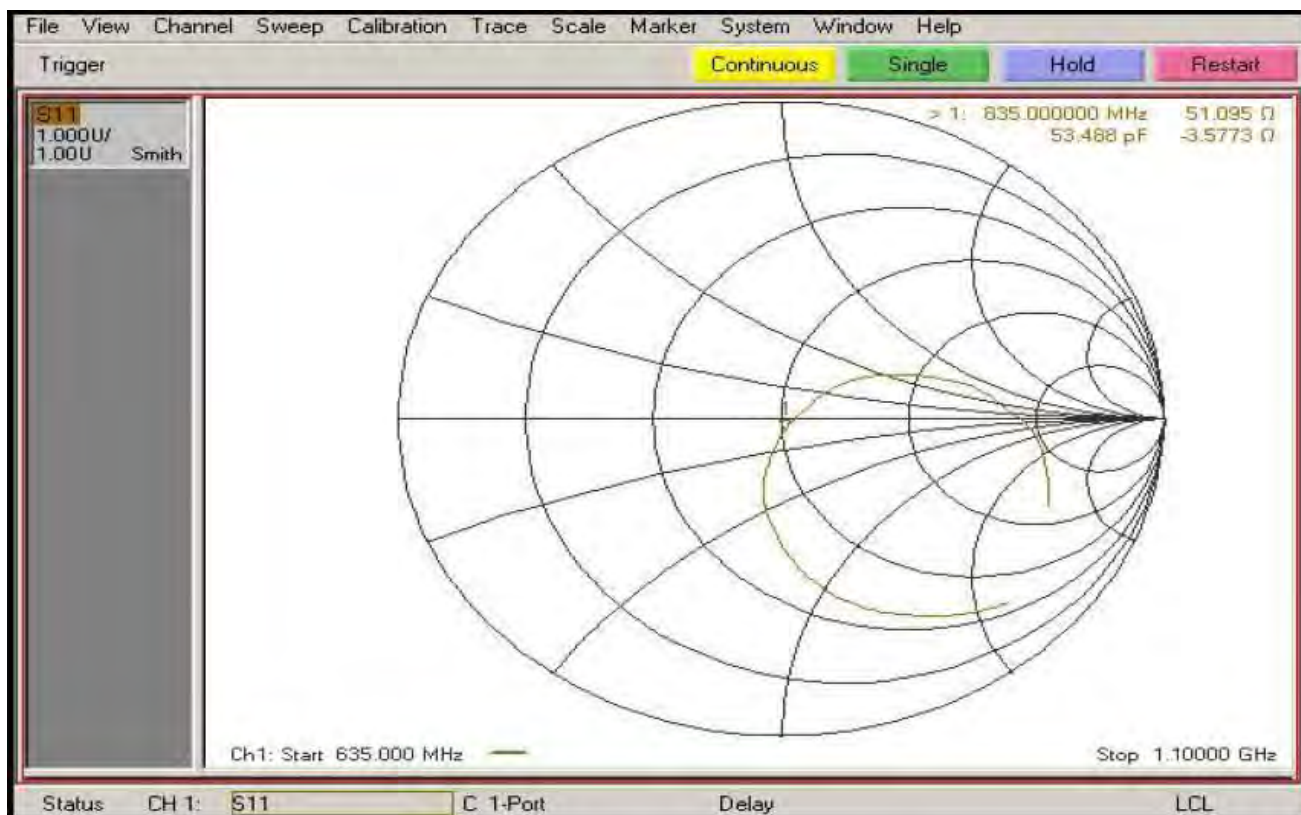 File View Channel Sweep Calibration Trace Scale Marker System Window Help
Trigger Continuous Single Hold Restart
S11
1.000U/
1.00U Smith
> 1: 835.000000 MHz 51.095 Ω
53.488 pF -3.5773 Ω
1
Ch1: Start 635.000 MHz Stop 1.10000 GHz
Status CH 1: S11 C 1-Port Delay LCL